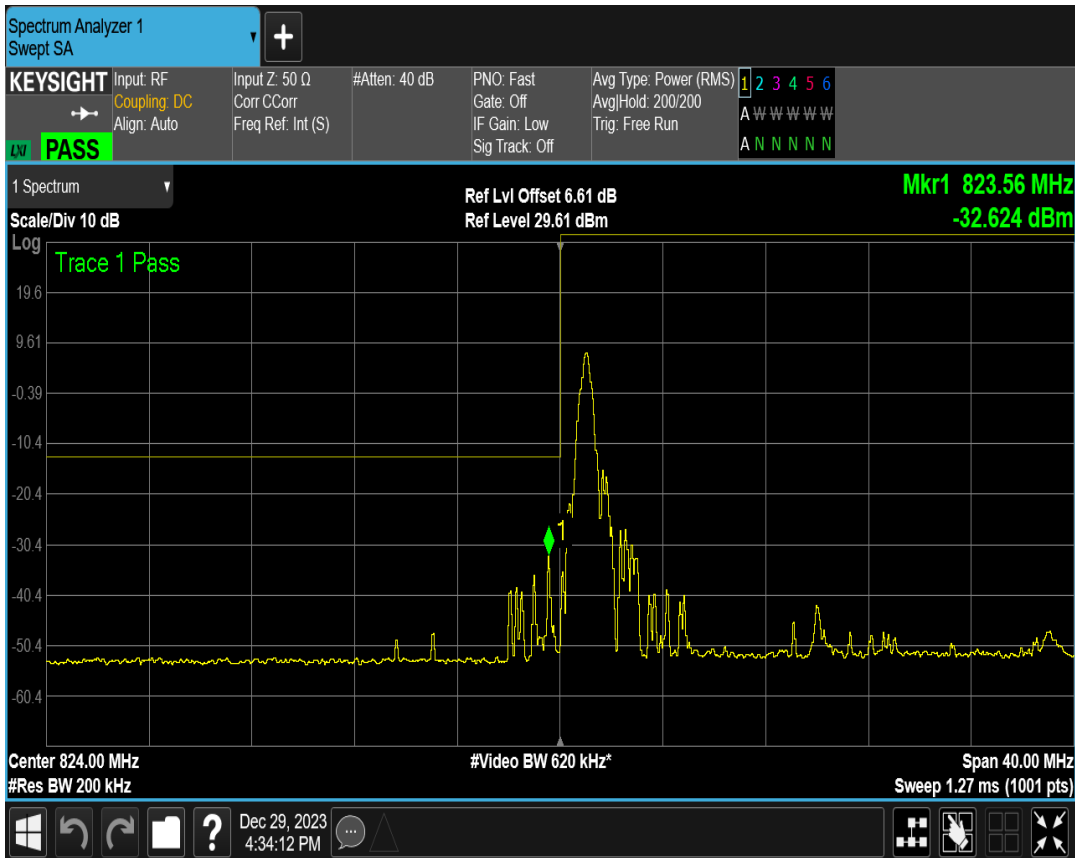 Spectrum Analyzer 1
Swept SA
KEYSIGHT
LXI
PASS
Input: RF
Coupling: DC
Align: Auto
Input Z: 50 Ω
Corr CCorr
Freq Ref: Int (S)
#Atten: 40 dB
PNO: Fast
Gate: Off
IF Gain: Low
Sig Track: Off
Avg Type: Power (RMS)
Avg|Hold: 200/200
Trig: Free Run
1 2 3 4 5 6
A W W W W W
A N N N N N
1 Spectrum
Scale/Div 10 dB
Ref Lvl Offset 6.61 dB
Ref Level 29.61 dBm
Mkr1 823.56 MHz
-32.624 dBm
Log
Trace 1 Pass
19.6
9.61
-0.39
-10.4
-20.4
-30.4
-40.4
-50.4
-60.4
1
Center 824.00 MHz
#Res BW 200 kHz
#Video BW 620 kHz*
Span 40.00 MHz
Sweep 1.27 ms (1001 pts)
?
Dec 29, 2023
4:34:12 PM